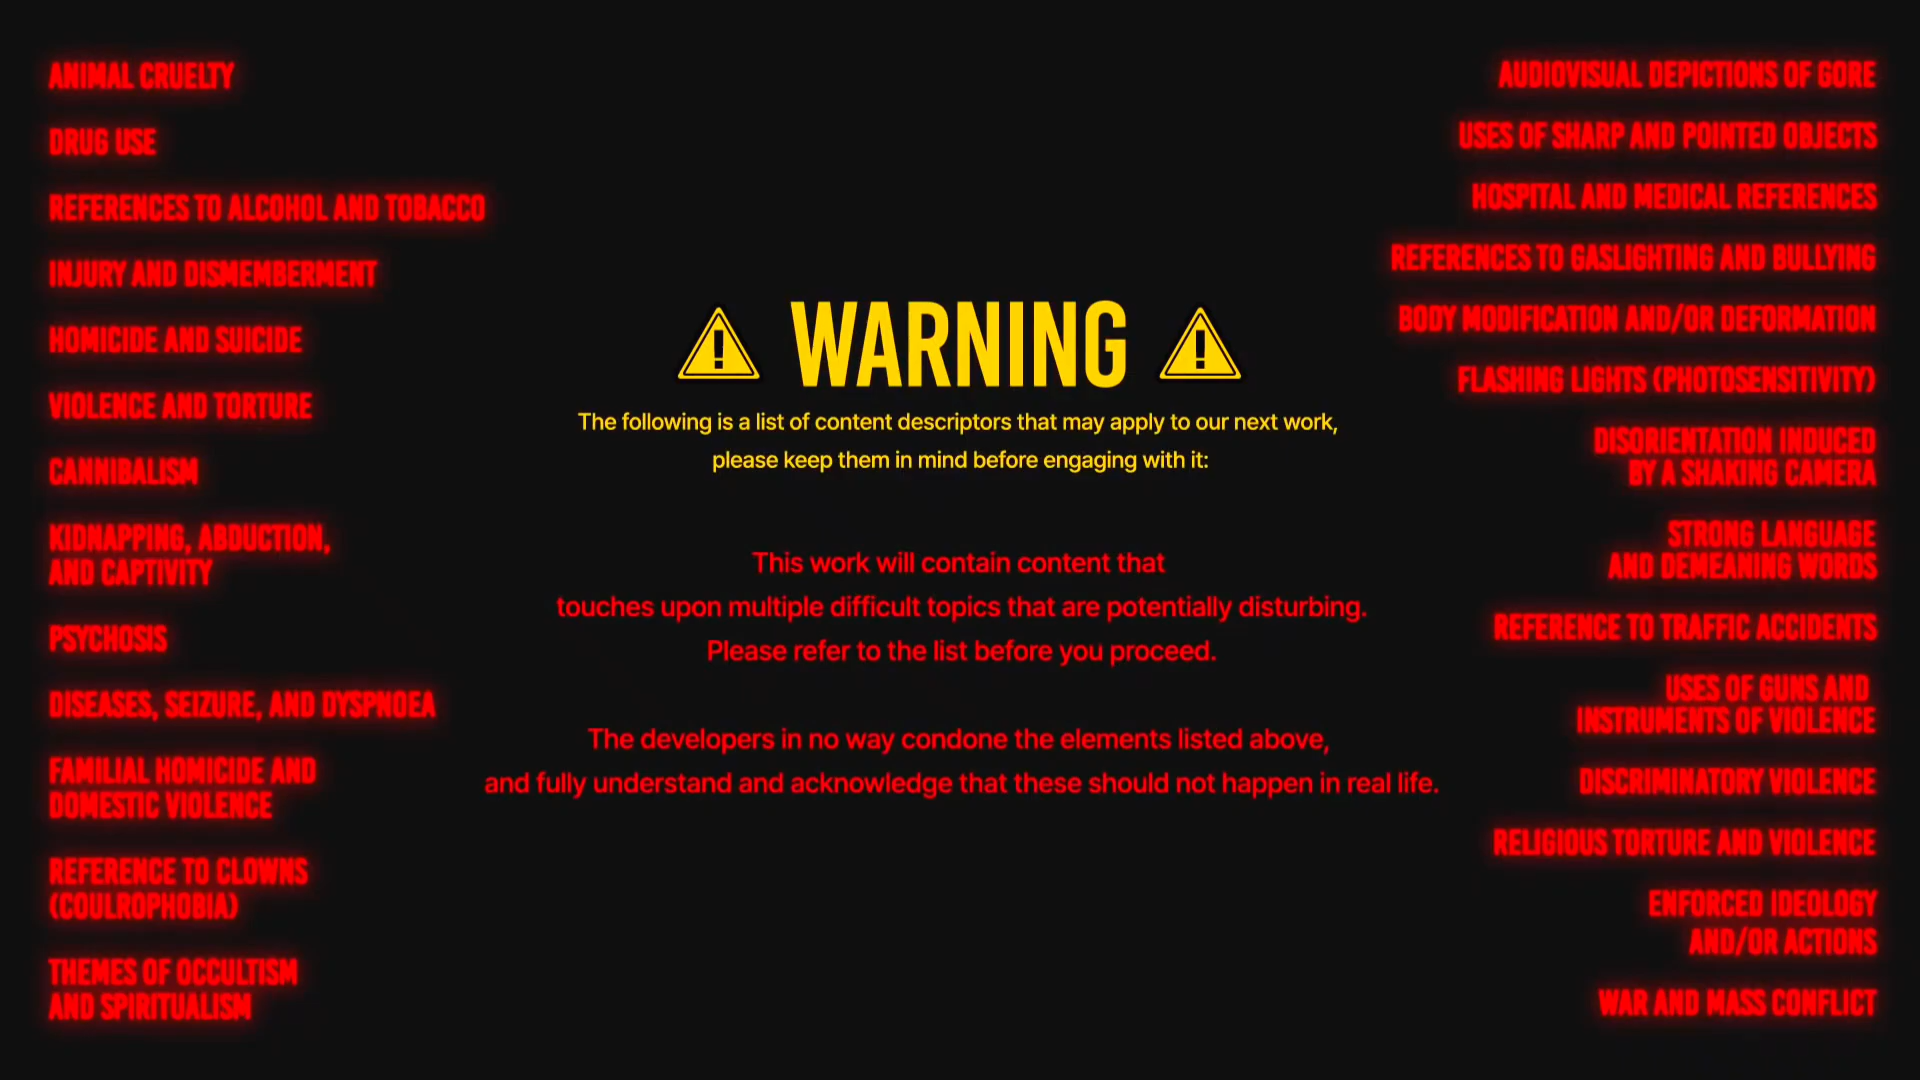 ANIMAL CRUELTY
DRUG USE
REFERENCES TO ALCOHOL AND TOBACCO
INJURY AND DISMEMBERMENT
HOMICIDE AND SUICIDE
VIOLENCE AND TORTURE
CANNIBALISM
KIDNAPPING, ABDUCTION,
AND CAPTIVITY
PSYCHOSIS
DISEASES, SEIZURE, AND DYSPNOEA
FAMILIAL HOMICIDE AND
DOMESTIC VIOLENCE
REFERENCE TO CLOWNS
(COULROPHOBIA)
THEMES OF OCCULTISM
AND SPIRITUALISM
WARNING
The following is a list of content descriptors that may apply to our next work,
please keep them in mind before engaging with it:
This work will contain content that
touches upon multiple difficult topics that are potentially disturbing.
Please refer to the list before you proceed.
The developers in no way condone the elements listed above,
and fully understand and acknowledge that these should not happen in real life.
AUDIOVISUAL DEPICTIONS OF GORE
USES OF SHARP AND POINTED OBJECTS
HOSPITAL AND MEDICAL REFERENCES
REFERENCES TO GASLIGHTING AND BULLYING
BODY MODIFICATION AND/OR DEFORMATION
FLASHING LIGHTS (PHOTOSENSITIVITY)
DISORIENTATION INDUCED
BY A SHAKING CAMERA
STRONG LANGUAGE
AND DEMEANING WORDS
REFERENCE TO TRAFFIC ACCIDENTS
USES OF GUNS AND
INSTRUMENTS OF VIOLENCE
DISCRIMINATORY VIOLENCE
RELIGIOUS TORTURE AND VIOLENCE
ENFORCED IDEOLOGY
AND/OR ACTIONS
WAR AND MASS CONFLICT